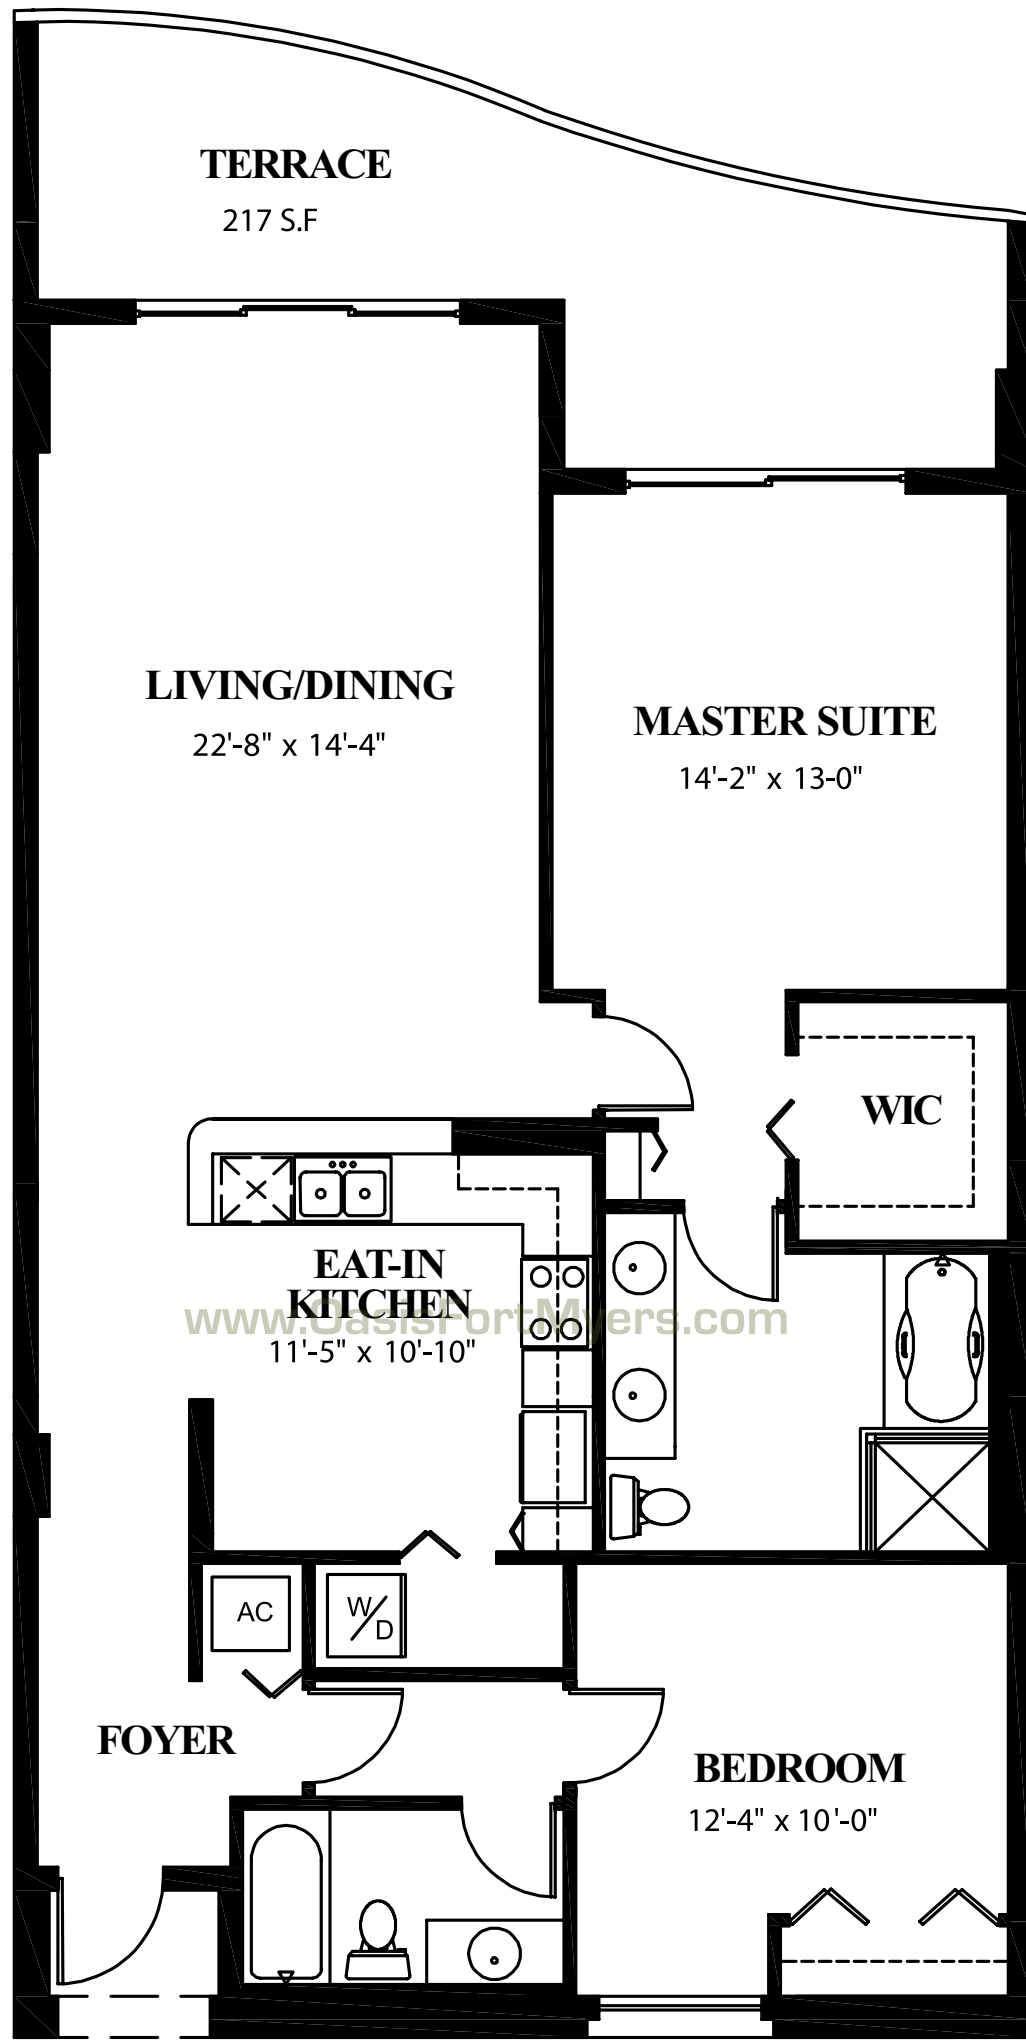 TERRACE
217 S.F
LIVING/DINING
22'-8" x 14'-4"
MASTER SUITE
14'-2" x 13-0"
WIC
EAT-IN
KITCHEN
www.OasisFortMyers.com
11'-5" x 10'-10"
AC
W/D
FOYER
BEDROOM
12'-4" x 10'-0"